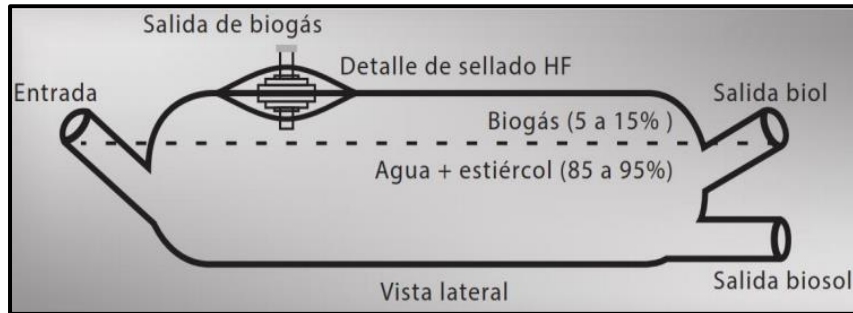 Salida de biogás
Detalle de sellado HF
Entrada
Salida biol
Biogás (5 a 15% )
Agua + estiércol (85 a 95%)
Salida biosol
Vista lateral